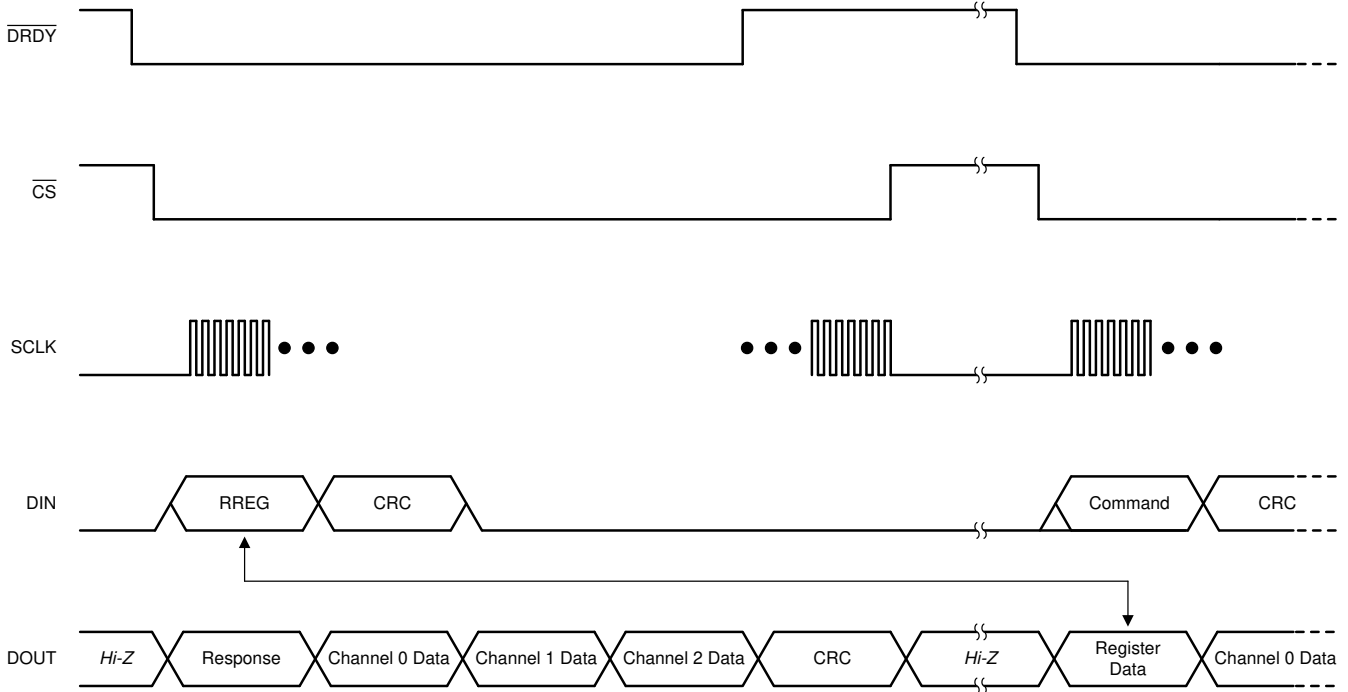 DRDY
CS
SCLK
DIN
RREG
CRC
Command
CRC
DOUT
Hi-Z
Response
Channel 0 Data
Channel 1 Data
Channel 2 Data
CRC
Hi-Z
Register
Data
Channel 0 Data